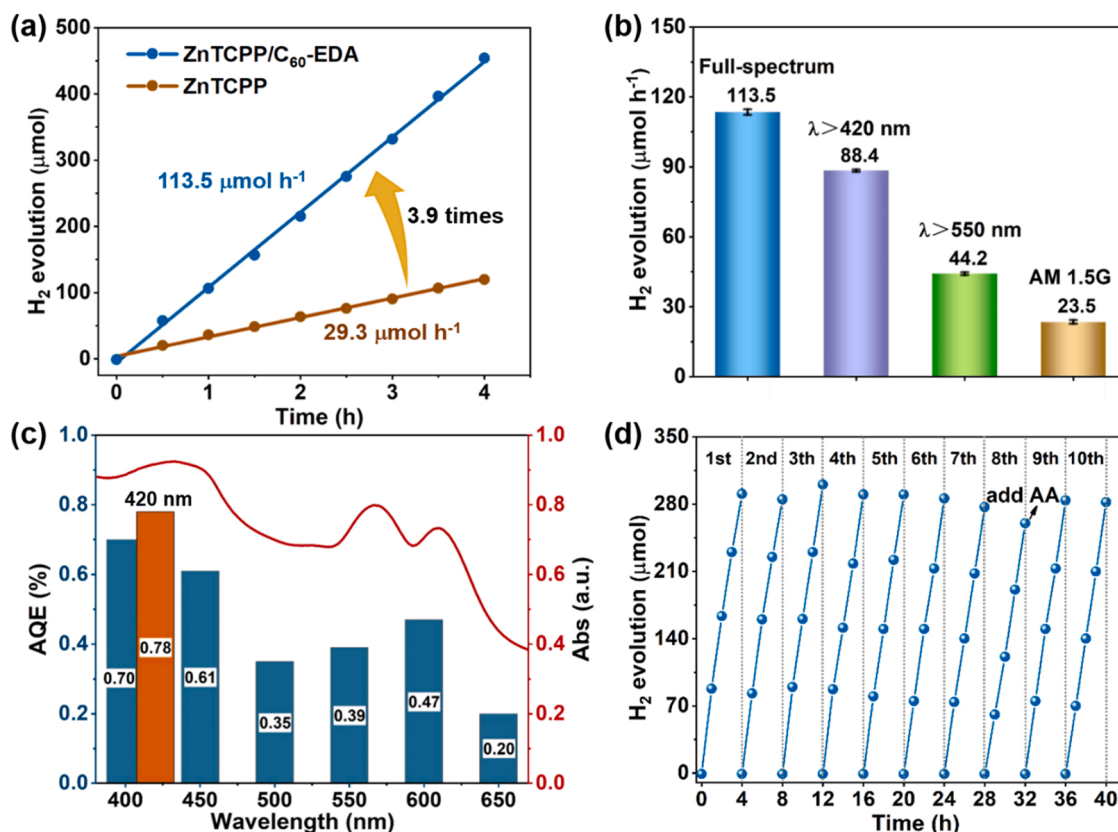 (a)
500
400
300
200
100
0
H₂ evolution (μmol)
ZnTCPP/C₆₀-EDA
ZnTCPP
113.5 μmol h⁻¹
3.9 times
29.3 μmol h⁻¹
0 1 2 3 4
Time (h)
(b)
150
120
90
60
30
0
H₂ evolution (μmol h⁻¹)
Full-spectrum
113.5
λ>420 nm
88.4
λ>550 nm
44.2
AM 1.5G
23.5
(c)
1.0
0.8
0.6
0.4
0.2
0.0
AQE (%)
420 nm
0.70
0.78
0.61
0.35
0.39
0.47
0.20
1.0
0.8
0.6
0.4
0.2
0.0
Abs (a.u.)
400 450 500 550 600 650
Wavelength (nm)
(d)
350
280
210
140
70
0
H₂ evolution (μmol)
1st 2nd 3th 4th 5th 6th 7th 8th 9th 10th
add AA
0 4 8 12 16 20 24 28 32 36 40
Time (h)